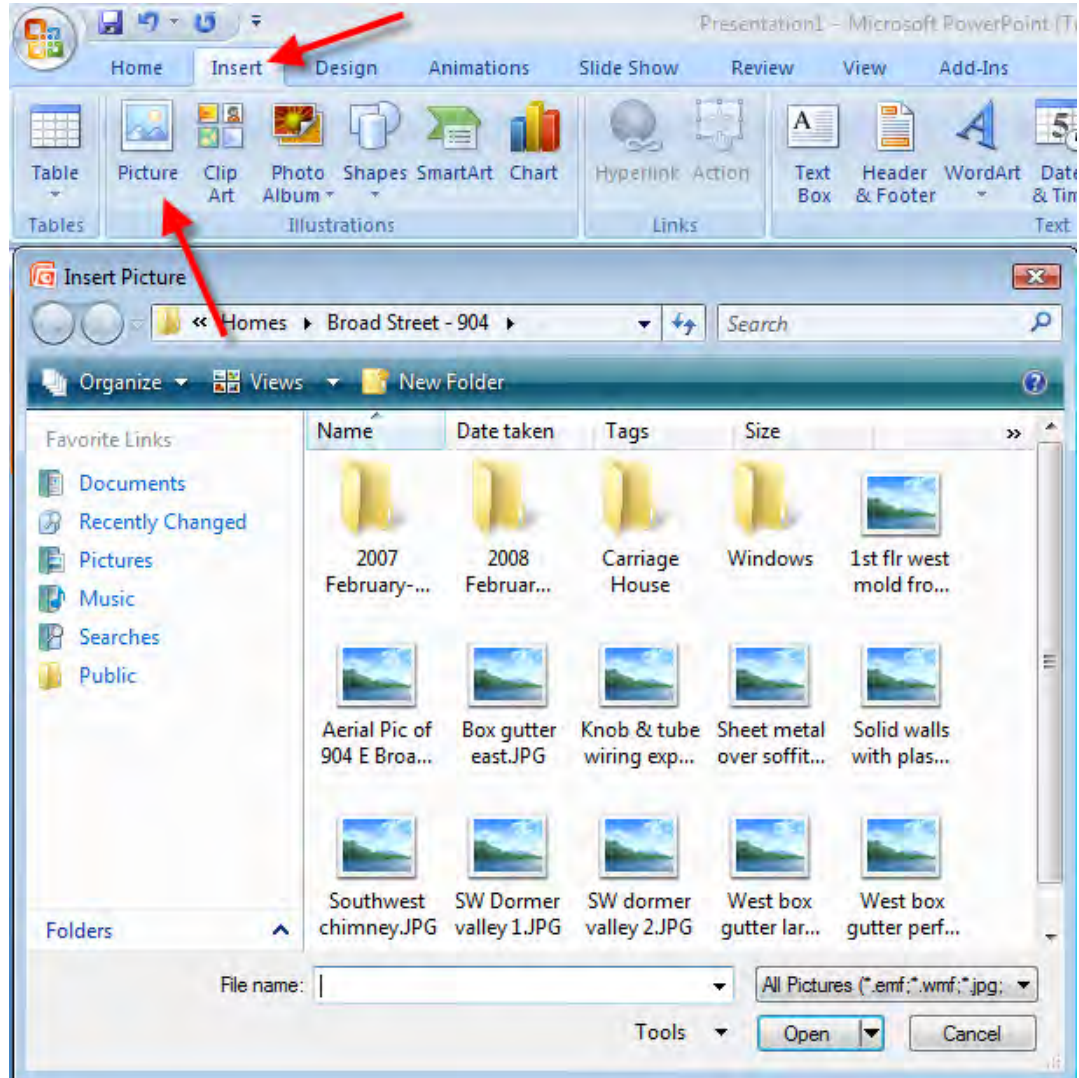 Presentation1 - Microsoft PowerPoint (T
Home Insert Design Animations Slide Show Review View Add-Ins
Table Picture Clip Art Photo Album Shapes SmartArt Chart Hyperlink Action Text Box Header & Footer WordArt Date & Tim
Tables Illustrations Links Text
Insert Picture
« Homes Broad Street - 904 Search
Organize Views New Folder
Favorite Links Name Date taken Tags Size »
Documents
Recently Changed
Pictures
Music
Searches
Public
2007 February-...
2008 Februar...
Carriage House
Windows
1st flr west mold fro...
Aerial Pic of 904 E Broa...
Box gutter east.JPG
Knob & tube wiring exp...
Sheet metal over soffit...
Solid walls with plas...
Southwest chimney.JPG
SW Dormer valley 1.JPG
SW dormer valley 2.JPG
West box gutter lar...
West box gutter perf...
Folders
File name: All Pictures (*.emf;*.wmf;*.jpg;
Tools Open Cancel